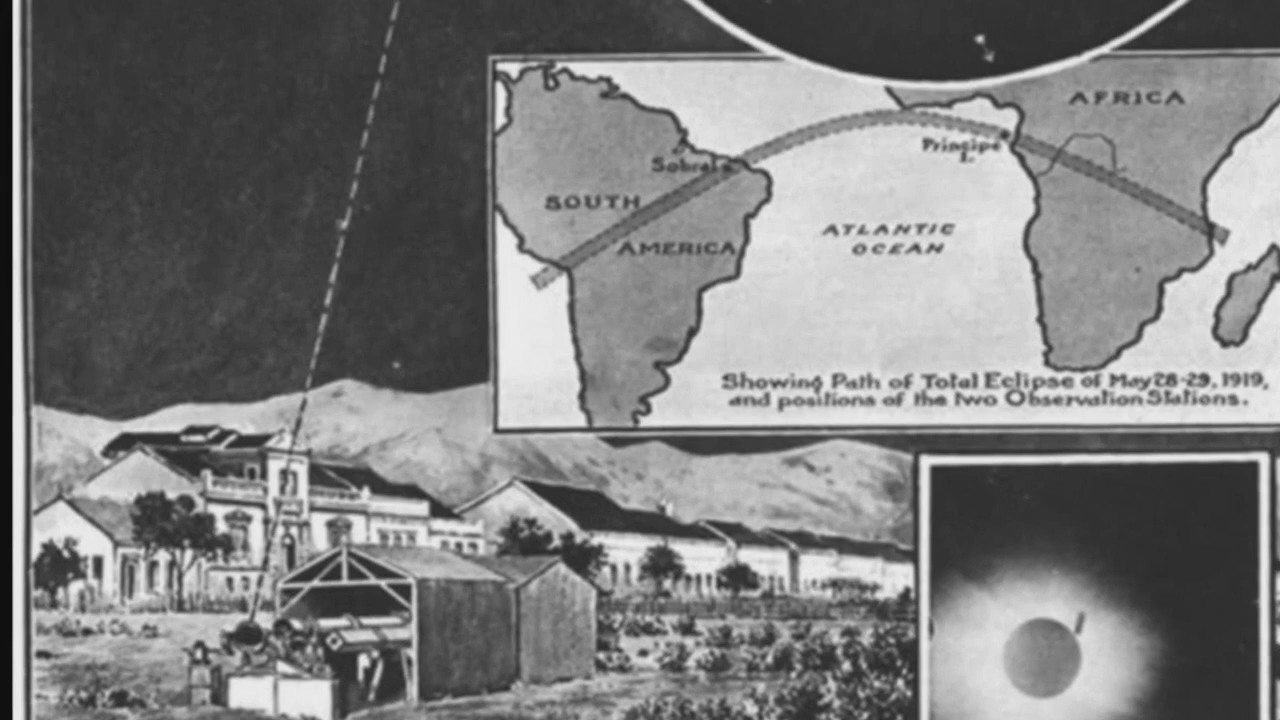 AFRICA
Principe
I.
Sobral
SOUTH
AMERICA
ATLANTIC
OCEAN
Showing Path of Total Eclipse of May 28-29, 1919,
and positions of the two Observation Stations.